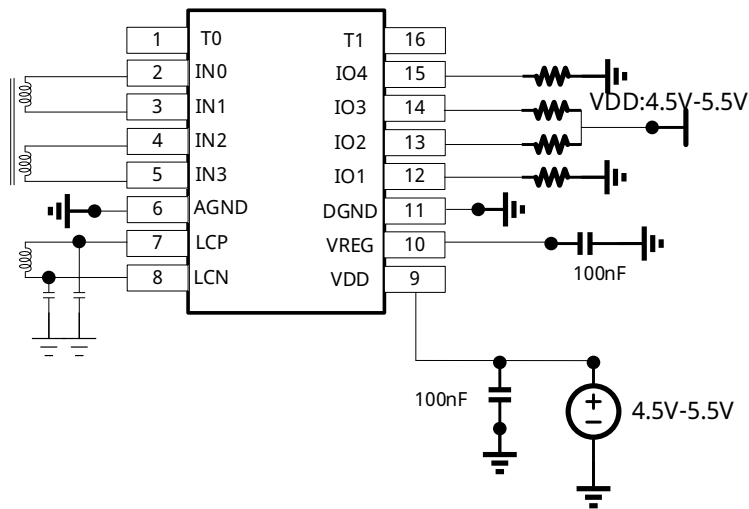 1 T0 T1 16
2 IN0 IO4 15
3 IN1 IO3 14
VDD:4.5V-5.5V
4 IN2 IO2 13
5 IN3 IO1 12
6 AGND DGND 11
7 LCP VREG 10
100nF
8 LCN VDD 9
100nF
4.5V-5.5V